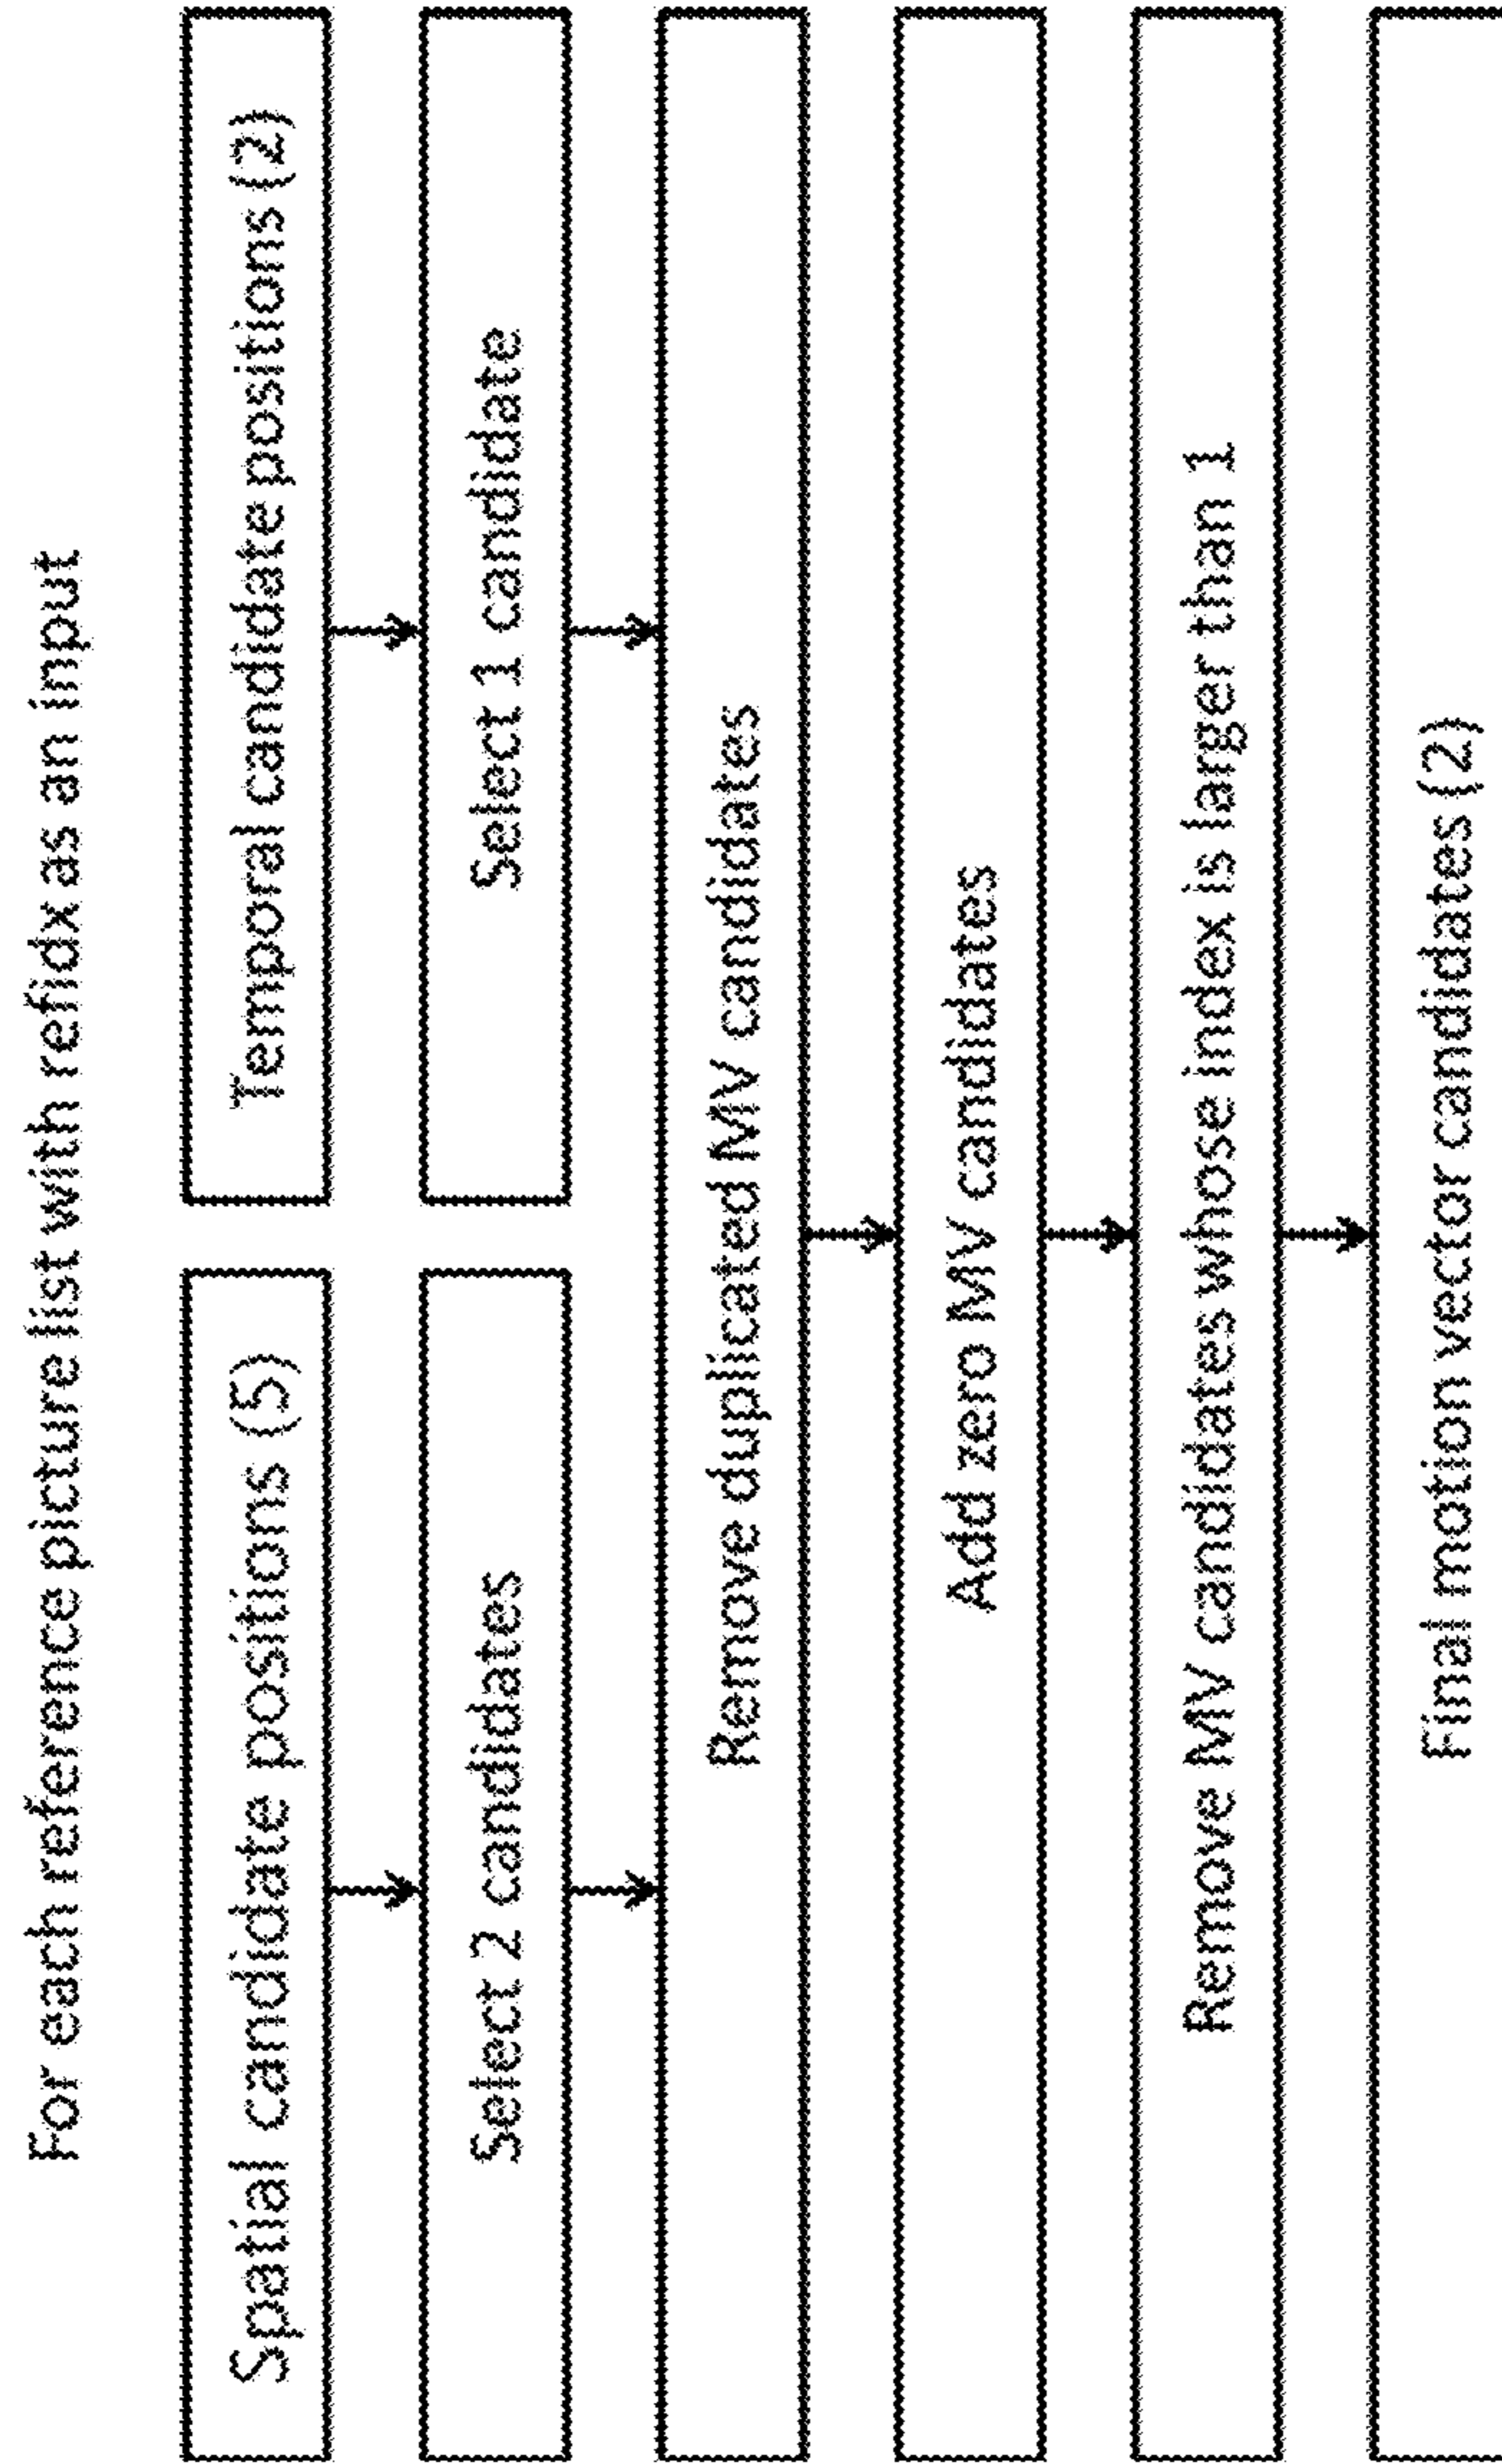 For each reference picture list with refidx as an input
Spatial candidate positions (5)
Temporal candidate positions (2)
Select 2 candidates
Select 1 candidate
Remove duplicated MV candidates
Add zero MV candidates
Remove MV candidates whose index is larger than 1
Final motion vector candidates (2)